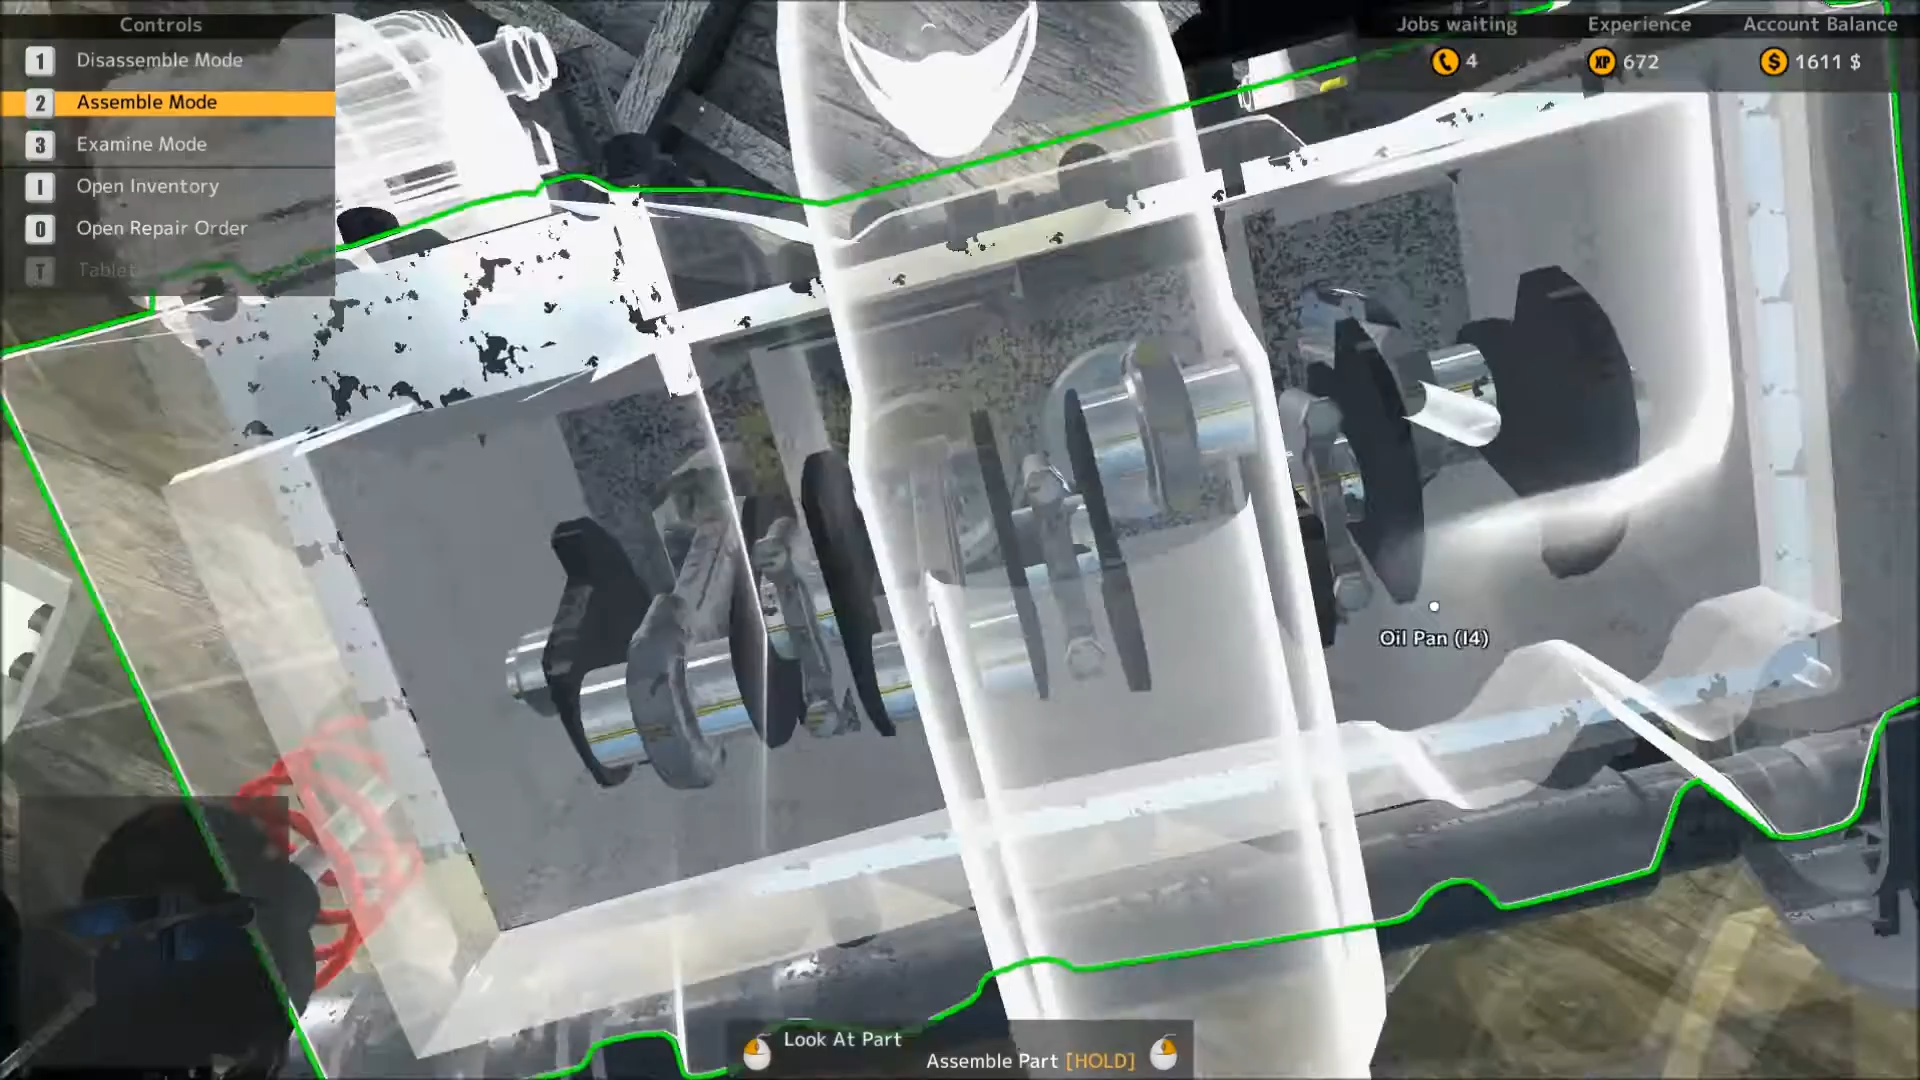 Controls
1 Disassemble Mode
2 Assemble Mode
3 Examine Mode
I Open Inventory
O Open Repair Order
T Tablet
Jobs waiting
4
Experience
XP 672
Account Balance
$ 1611 $
Oil Pan (I4)
Look At Part
Assemble Part [HOLD]